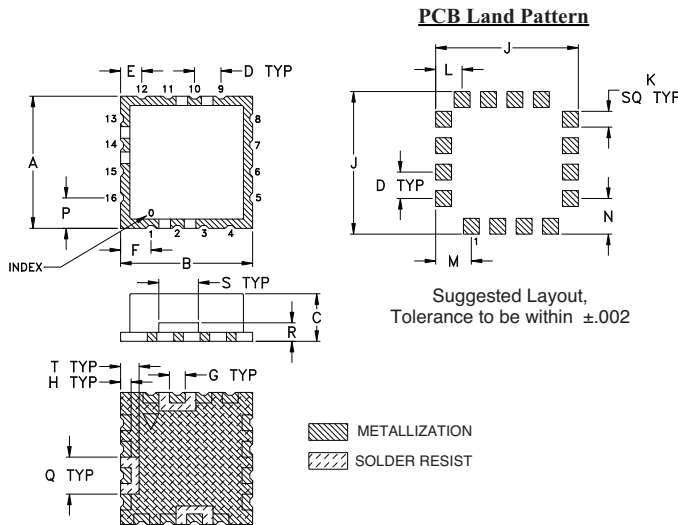 PCB Land Pattern
E
D TYP
12 11 10 9
13
14
15
16
8
7
6
5
A
P
0
1 2 3 4
F
B
INDEX
J
L
K
SQ TYP
J
D TYP
N
M
1
Suggested Layout,
Tolerance to be within ±.002
S TYP
R
C
T TYP
H TYP
G TYP
Q TYP
METALLIZATION
SOLDER RESIST